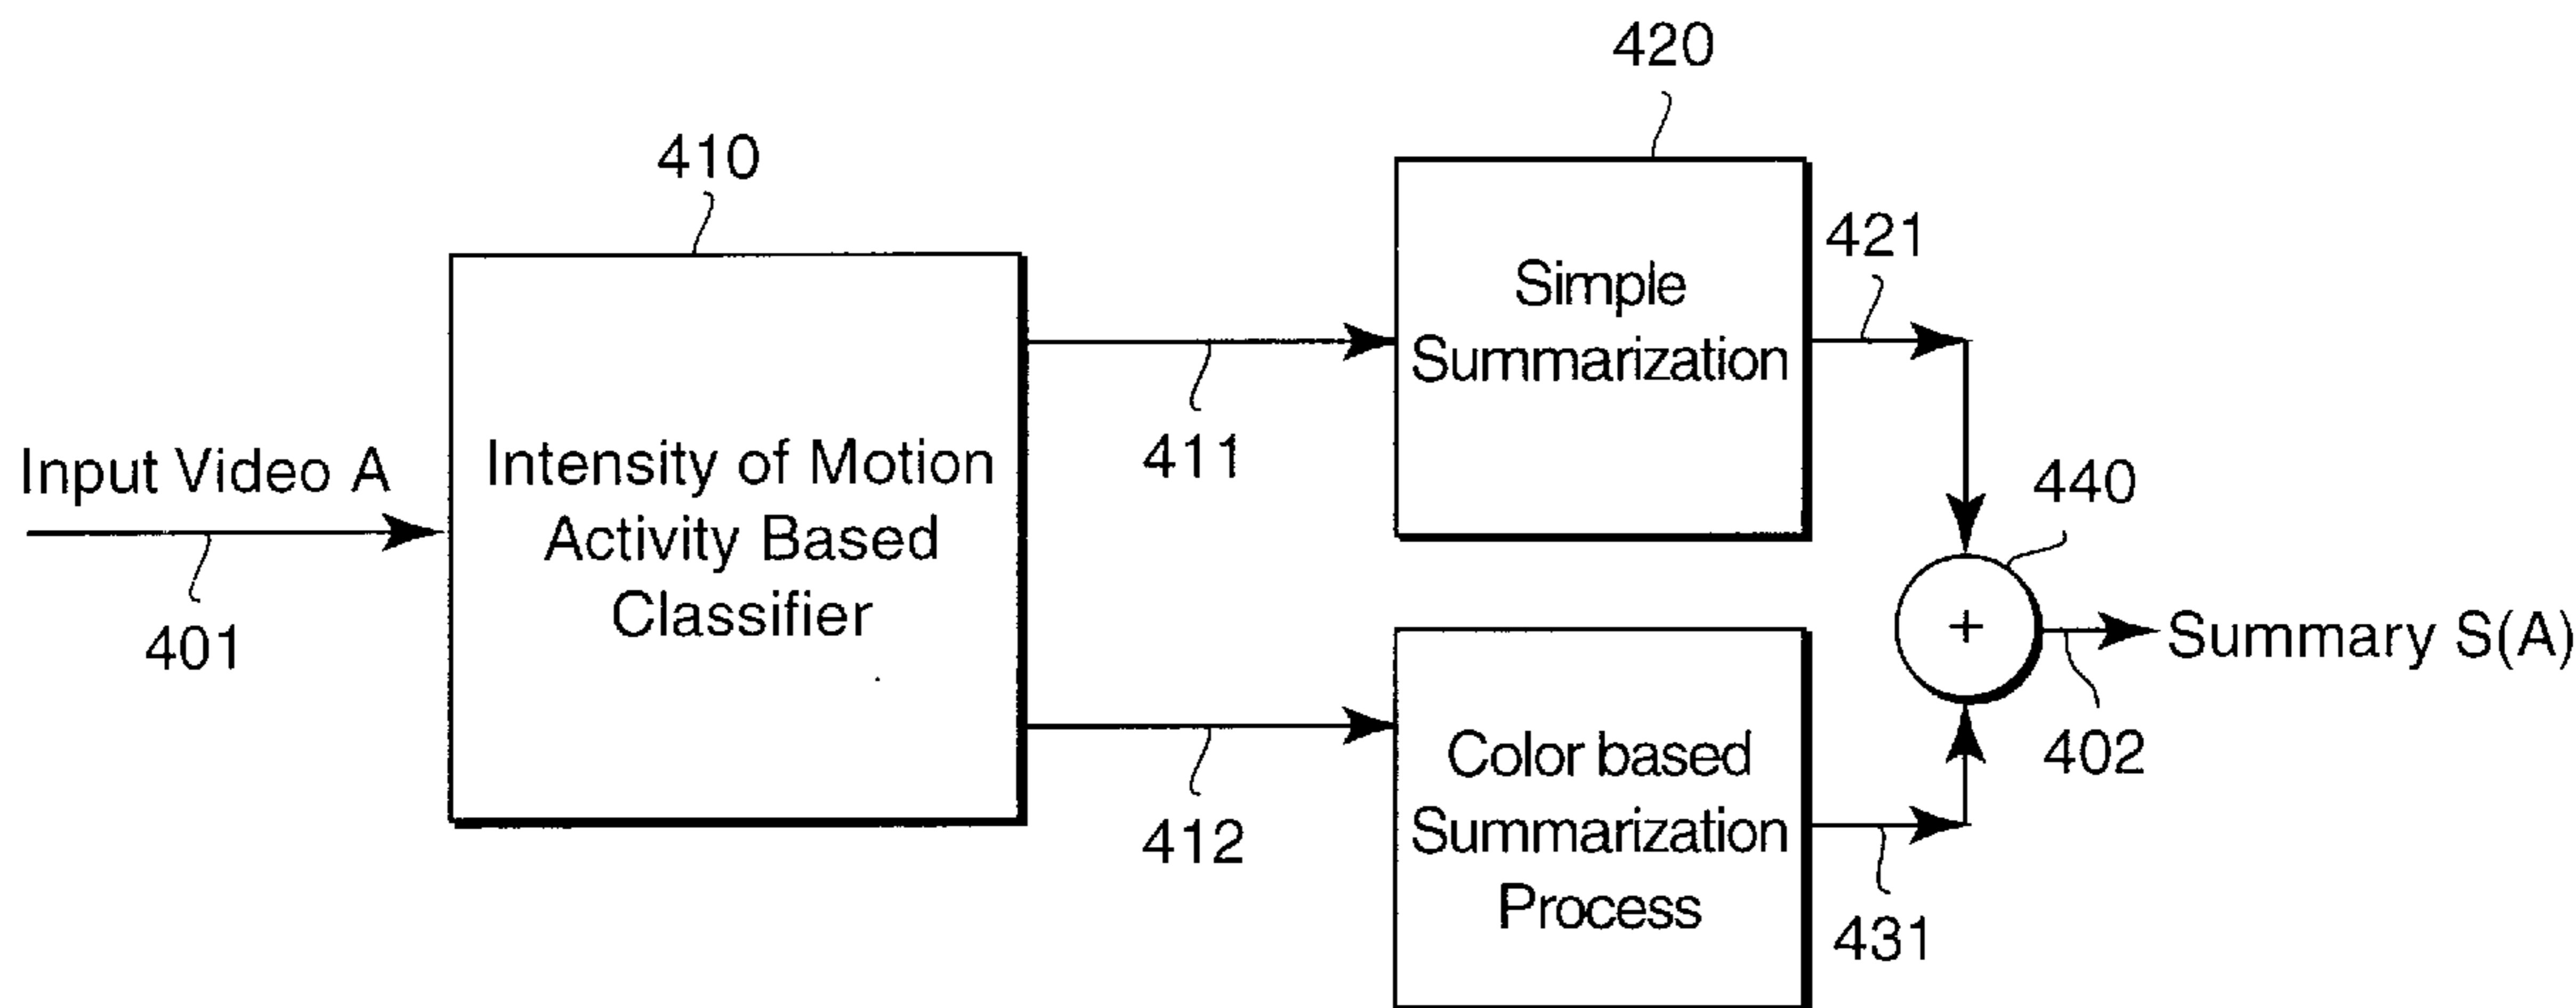 420
410
Simple
Summarization
421
Input Video A
401
Intensity of Motion
Activity Based
Classifier
411
412
440
+
402
Summary S(A)
Color based
Summarization
Process
431